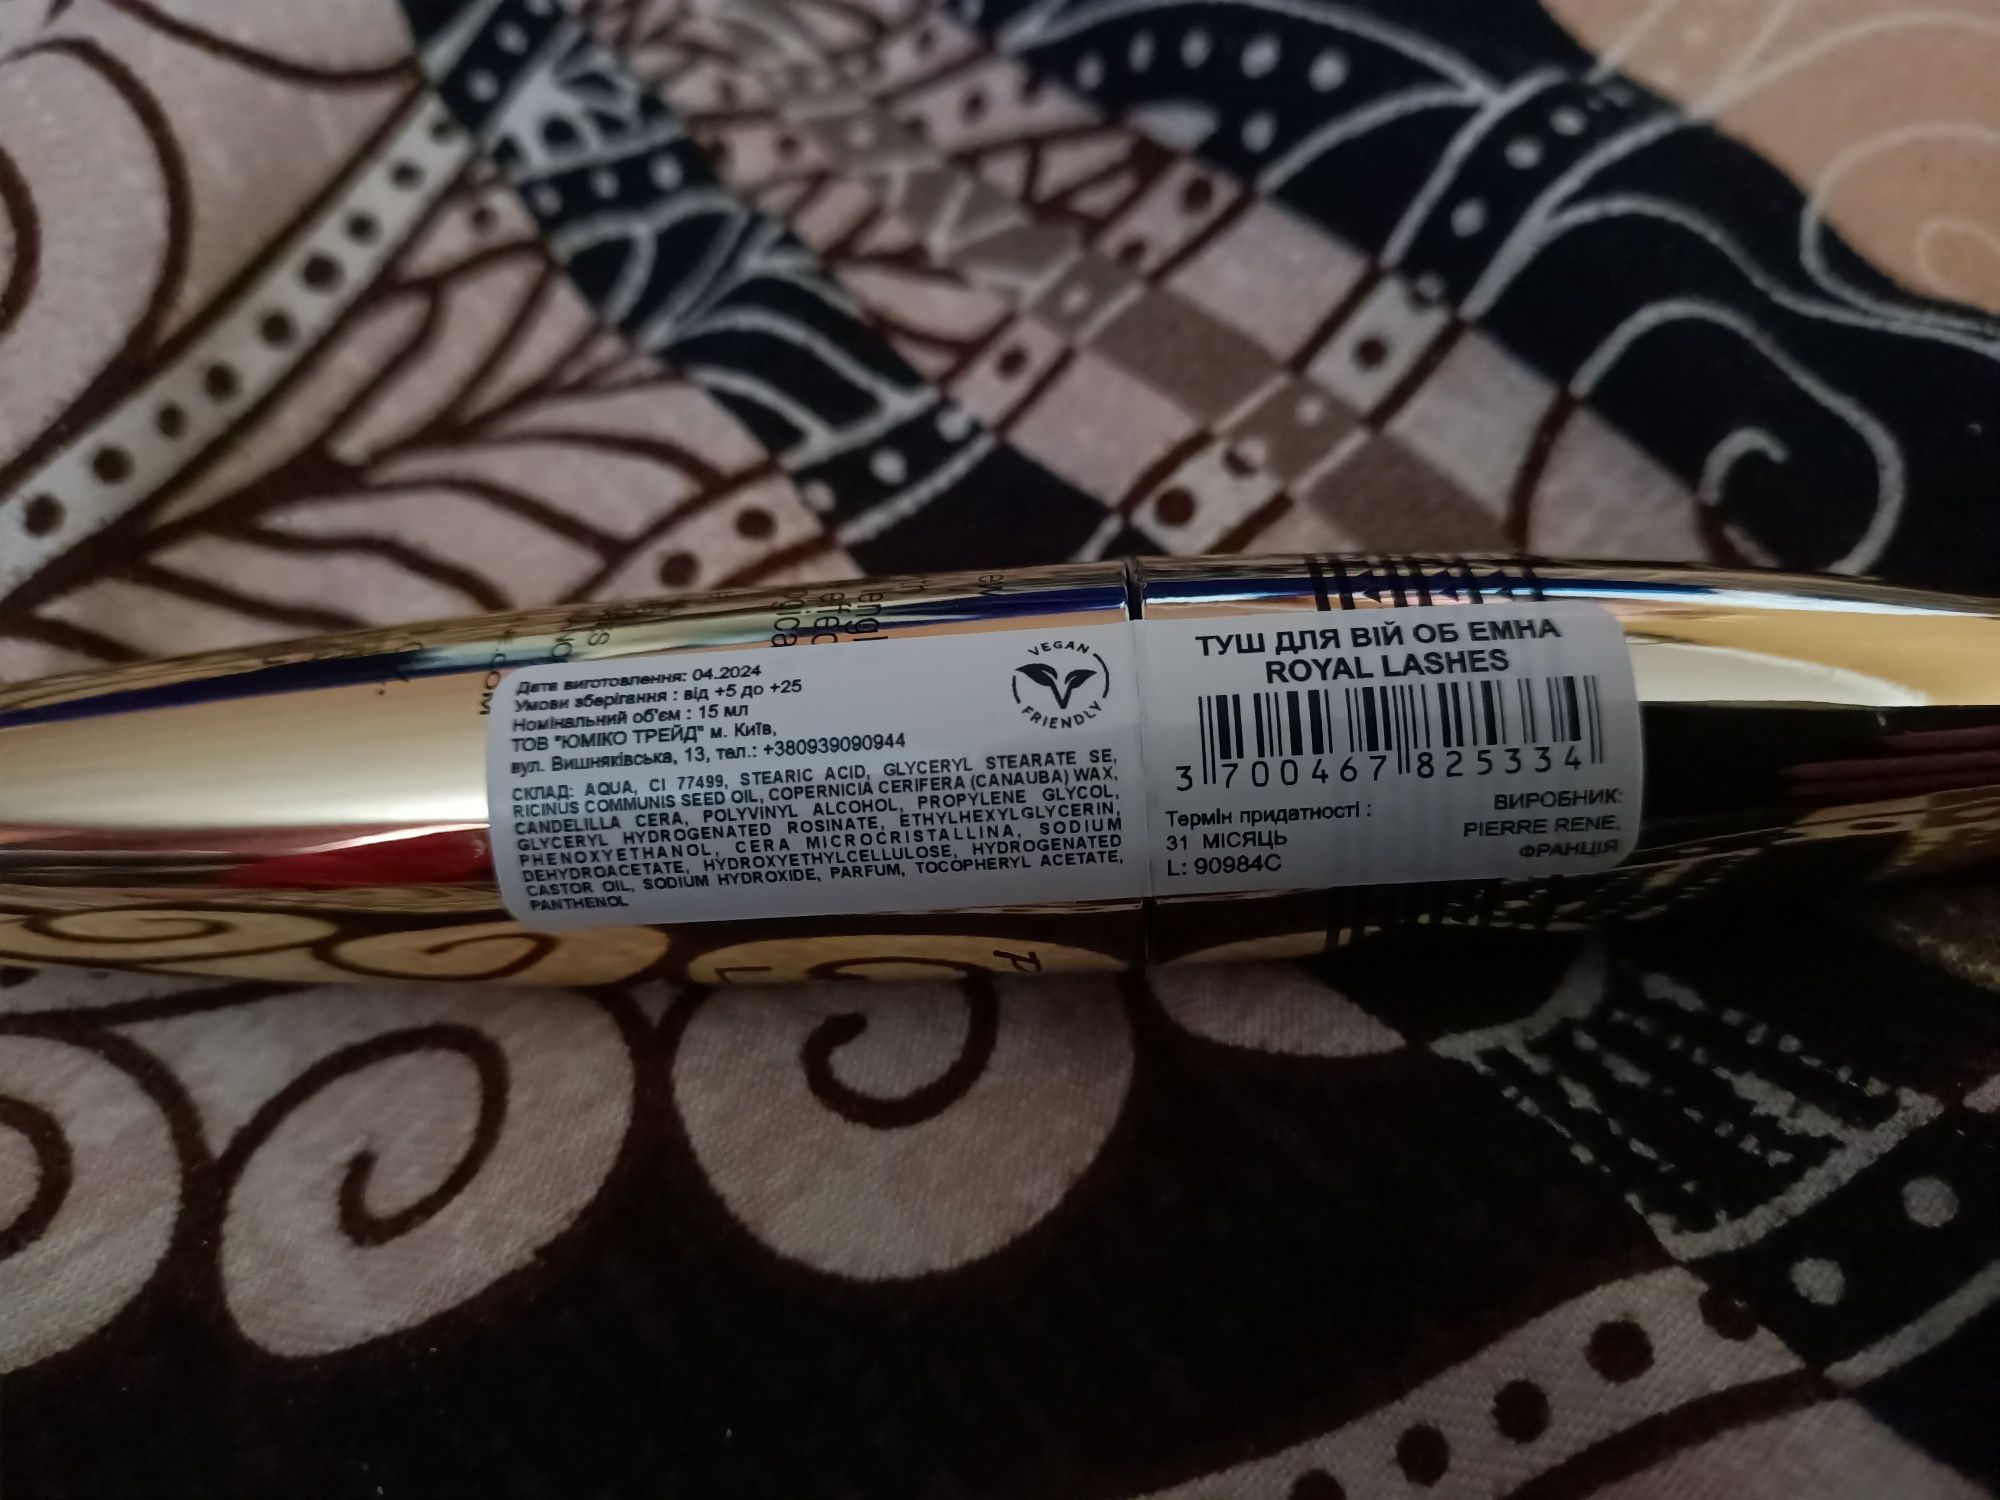 Дата виготовлення: 04.2024
Умови зберігання : від +5 до +25
Номінальний об'єм : 15 мл
ТОВ "ЮМІКО ТРЕЙД" м. Київ,
вул. Вишняківська, 13, тел.: +380939090944
СКЛАД: AQUA, CI 77499, STEARIC ACID, GLYCERYL STEARATE SE,
RICINUS COMMUNIS SEED OIL, COPERNICIA CERIFERA (CANAUBA) WAX,
CANDELILLA CERA, POLYVINYL ALCOHOL, PROPYLENE GLYCOL,
GLYCERYL HYDROGENATED ROSINATE, ETHYLHEXYLGLYCERIN,
PHENOXYETHANOL, CERA MICROCRISTALLINA, SODIUM
DEHYDROACETATE, HYDROXYETHYLCELLULOSE, HYDROGENATED
CASTOR OIL, SODIUM HYDROXIDE, PARFUM, TOCOPHERYL ACETATE,
PANTHENOL
VEGAN
FRIENDLY
ТУШ ДЛЯ ВІЙ ОБ ЕМНА
ROYAL LASHES
3 700467 825334
Термін придатності :
31 МІСЯЦЬ
L: 90984C
ВИРОБНИК:
PIERRE RENE,
ФРАНЦІЯ